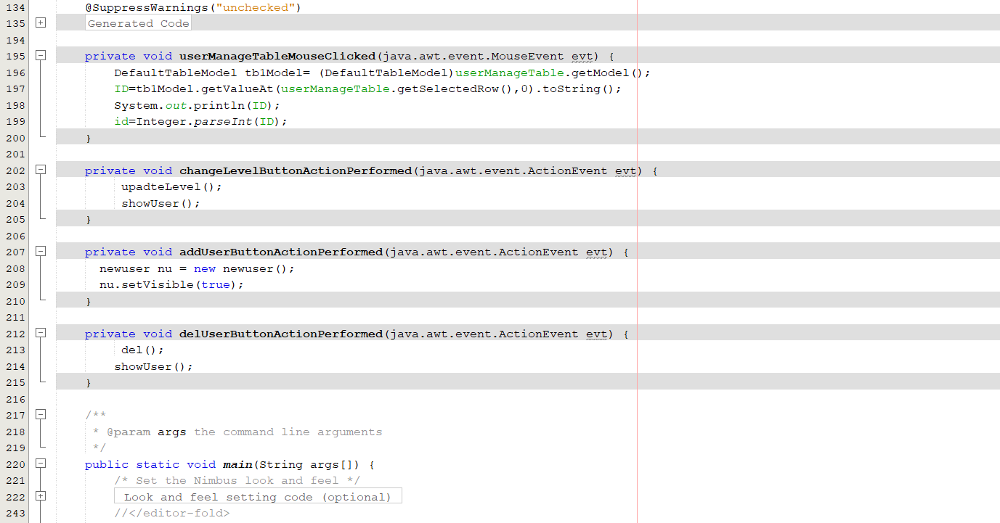 134 @SuppressWarnings("unchecked")
135 Generated Code
194
195 private void userManageTableMouseClicked(java.awt.event.MouseEvent evt) {
196 DefaultTableModel tb1Model= (DefaultTableModel)userManageTable.getModel();
197 ID=tb1Model.getValueAt(userManageTable.getSelectedRow(),0).toString();
198 System.out.println(ID);
199 id=Integer.parseInt(ID);
200 }
201
202 private void changeLevelButtonActionPerformed(java.awt.event.ActionEvent evt) {
203 upadteLevel();
204 showUser();
205 }
206
207 private void addUserButtonActionPerformed(java.awt.event.ActionEvent evt) {
208 newuser nu = new newuser();
209 nu.setVisible(true);
210 }
211
212 private void delUserButtonActionPerformed(java.awt.event.ActionEvent evt) {
213 del();
214 showUser();
215 }
216
217 /**
218 * @param args the command line arguments
219 */
220 public static void main(String args[]) {
221 /* Set the Nimbus look and feel */
222 Look and feel setting code (optional)
243 //</editor-fold>